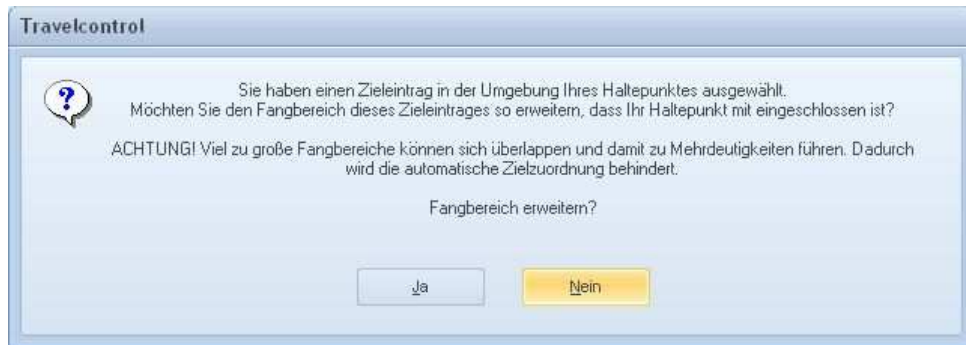 Travelcontrol
Sie haben einen Zieleintrag in der Umgebung Ihres Haltepunktes ausgewählt.
Möchten Sie den Fangbereich dieses Zieleintrages so erweitern, dass Ihr Haltepunkt mit eingeschlossen ist?
ACHTUNG! Viel zu große Fangbereiche können sich überlappen und damit zu Mehrdeutigkeiten führen. Dadurch
wird die automatische Zielzuordnung behindert.
Fangbereich erweitern?
Ja
Nein